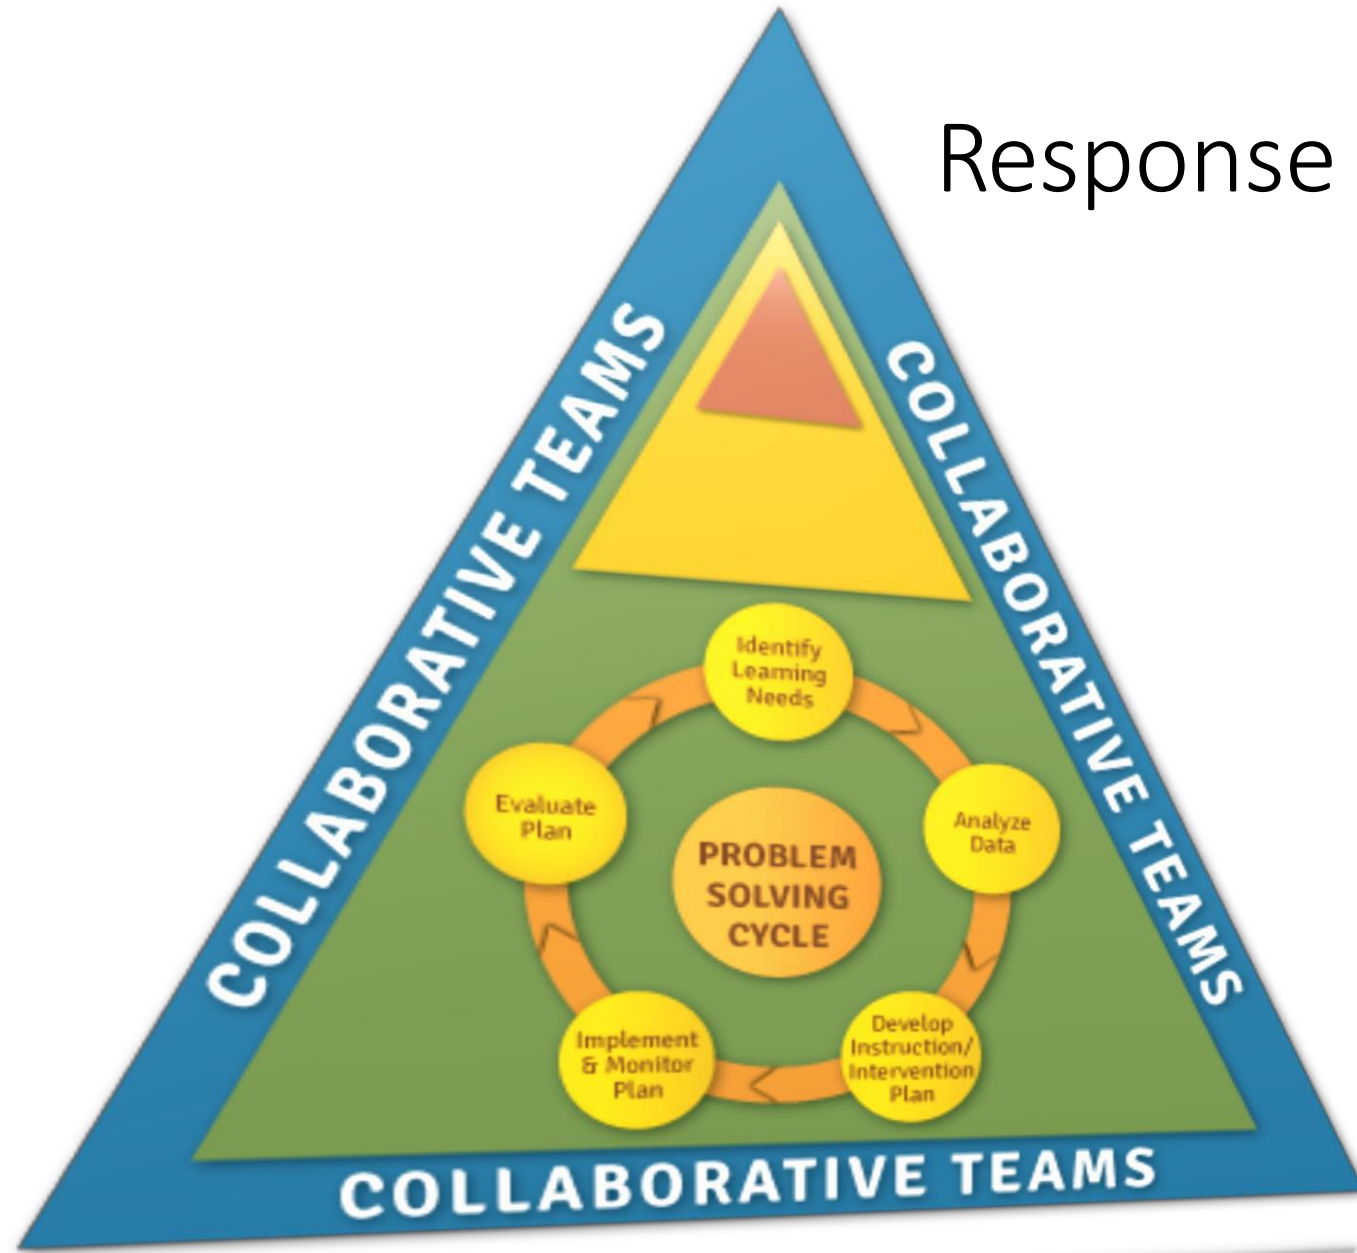 Response
COLLABORATIVE TEAMS
COLLABORATIVE TEAMS
Identify
Learning
Needs
Analyze
Data
Develop
Instruction/
Intervention
Plan
Implement
& Monitor
Plan
Evaluate
Plan
PROBLEM
SOLVING
CYCLE
COLLABORATIVE TEAMS